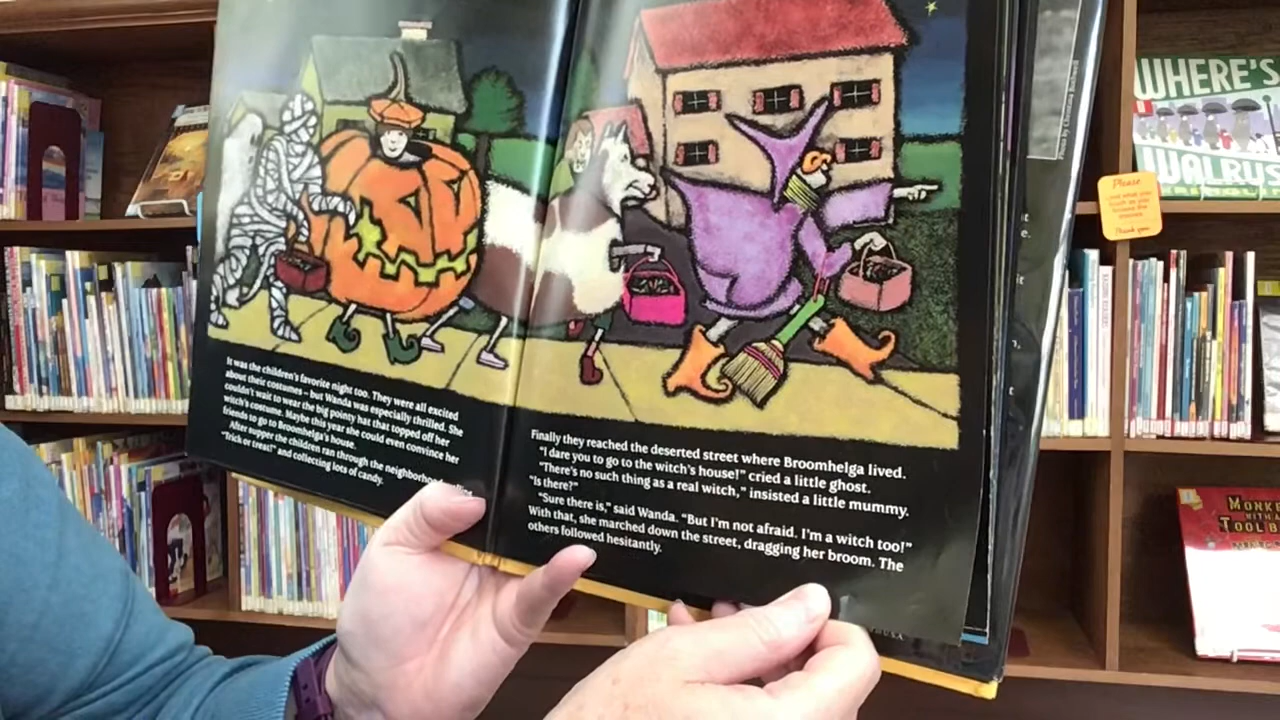 It was the children's favorite night too. They were all excited
about their costumes – but Wanda was especially thrilled. She
couldn't wait to wear the big pointy hat that topped off her
witch's costume. Maybe this year she could even convince her
friends to go to Broomhelga's house.
After supper the children ran through the neighborhood
"Trick or treat!" and collecting lots of candy.
Finally they reached the deserted street where Broomhelga lived.
"I dare you to go to the witch's house!" cried a little ghost.
"There's no such thing as a real witch," insisted a little mummy.
"Is there?"
"Sure there is," said Wanda. "But I'm not afraid. I'm a witch too!"
With that, she marched down the street, dragging her broom. The
others followed hesitantly.
WHERE'S
WALRUS
Please
Thank you